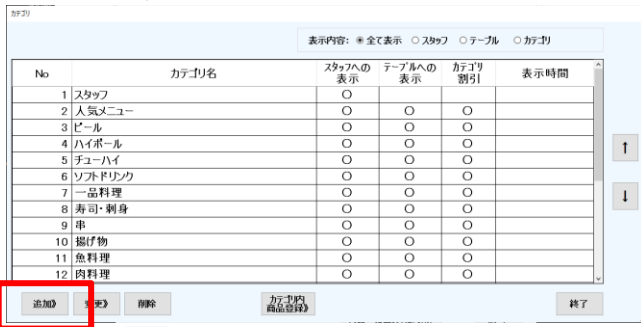 カテゴリ
表示内容: 全て表示 スタッフ テーブル カテゴリ
No カテゴリ名 スタッフへの表示 テーブルへの表示 カテゴリ割引 表示時間
1 スタッフ ○
2 人気メニュー ○ ○ ○
3 ビール ○ ○ ○
4 ハイボール ○ ○ ○
5 チューハイ ○ ○ ○
6 ソフトドリンク ○ ○ ○
7 一品料理 ○ ○ ○
8 寿司・刺身 ○ ○ ○
9 串 ○ ○ ○
10 揚げ物 ○ ○ ○
11 魚料理 ○ ○ ○
12 肉料理 ○ ○ ○
↑
↓
追加》 変更》 削除 カテゴリ内商品登録》 終了